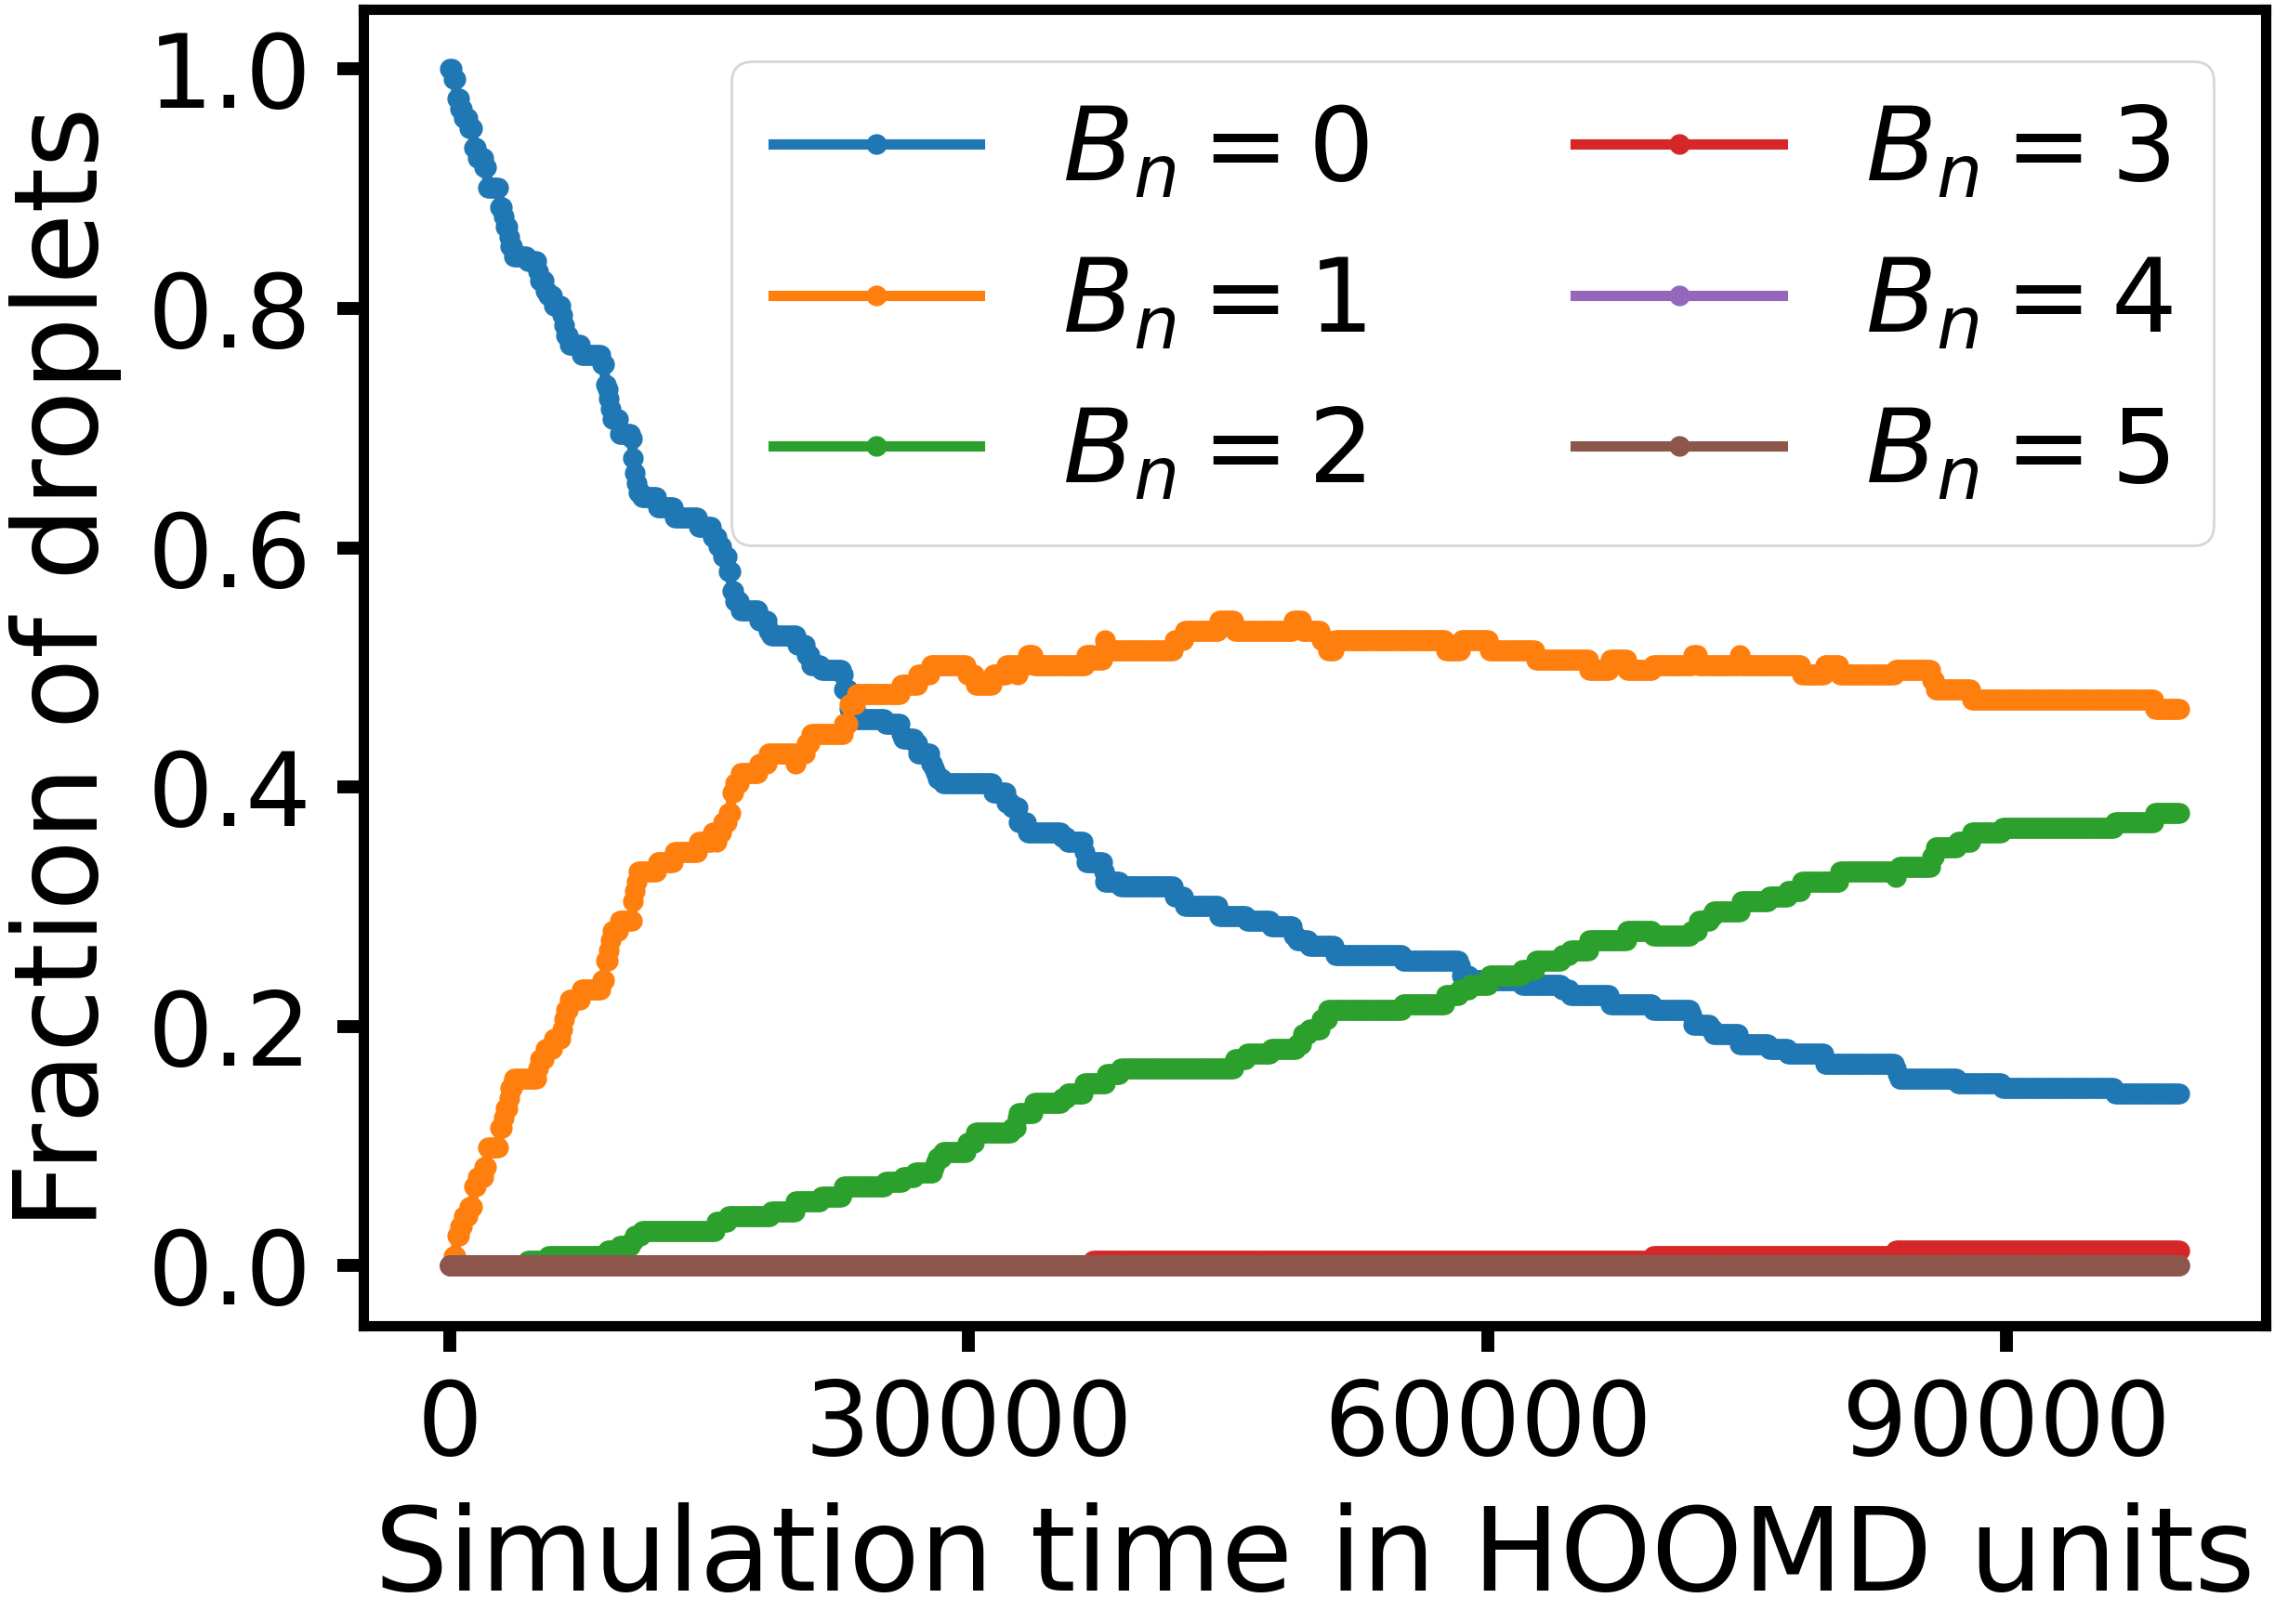 Fraction of droplets
1.0
0.8
0.6
0.4
0.2
0.0
B_n = 0
B_n = 1
B_n = 2
B_n = 3
B_n = 4
B_n = 5
0 30000 60000 90000
Simulation time in HOOMD units